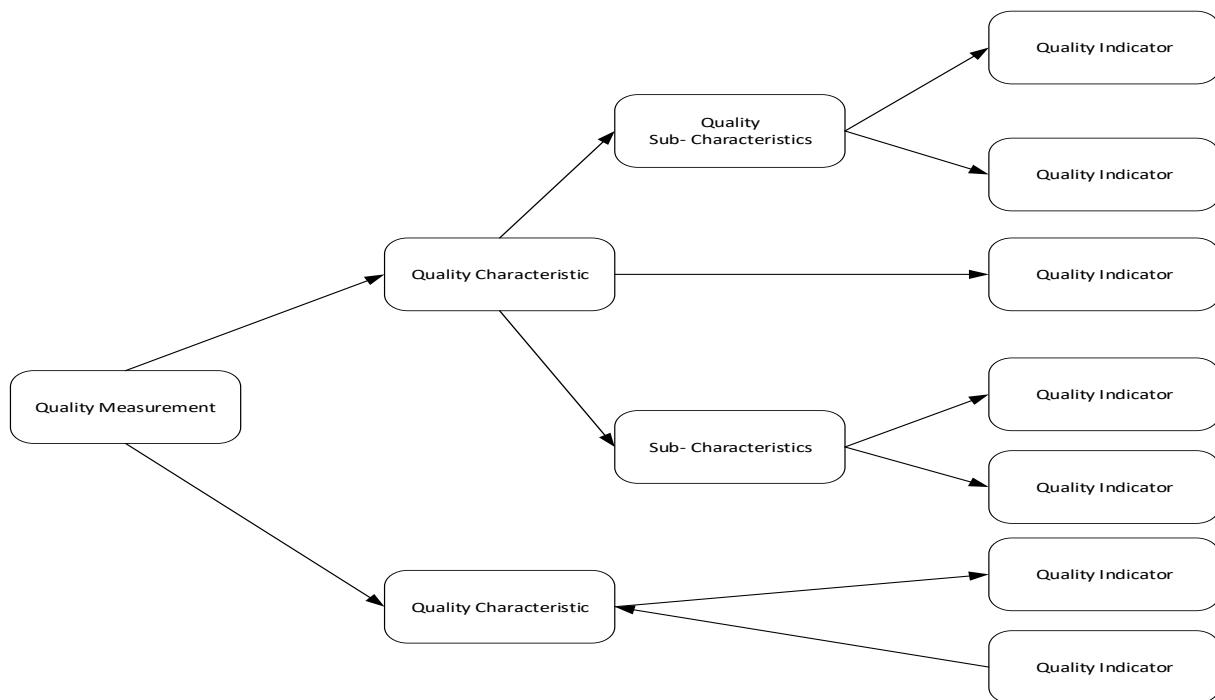 Quality Indicator
Quality
Sub- Characteristics
Quality Indicator
Quality Characteristic
Quality Indicator
Quality Indicator
Quality Measurement
Sub- Characteristics
Quality Indicator
Quality Indicator
Quality Characteristic
Quality Indicator